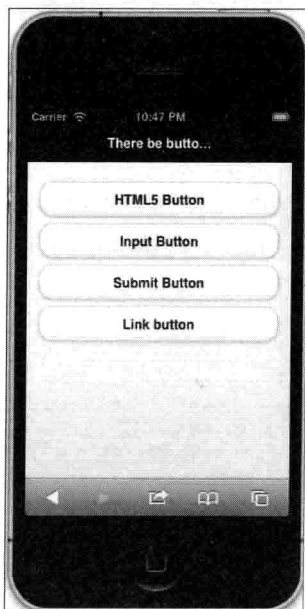 Carrier 10:47 PM
There be butto...
HTML5 Button
Input Button
Submit Button
Link button